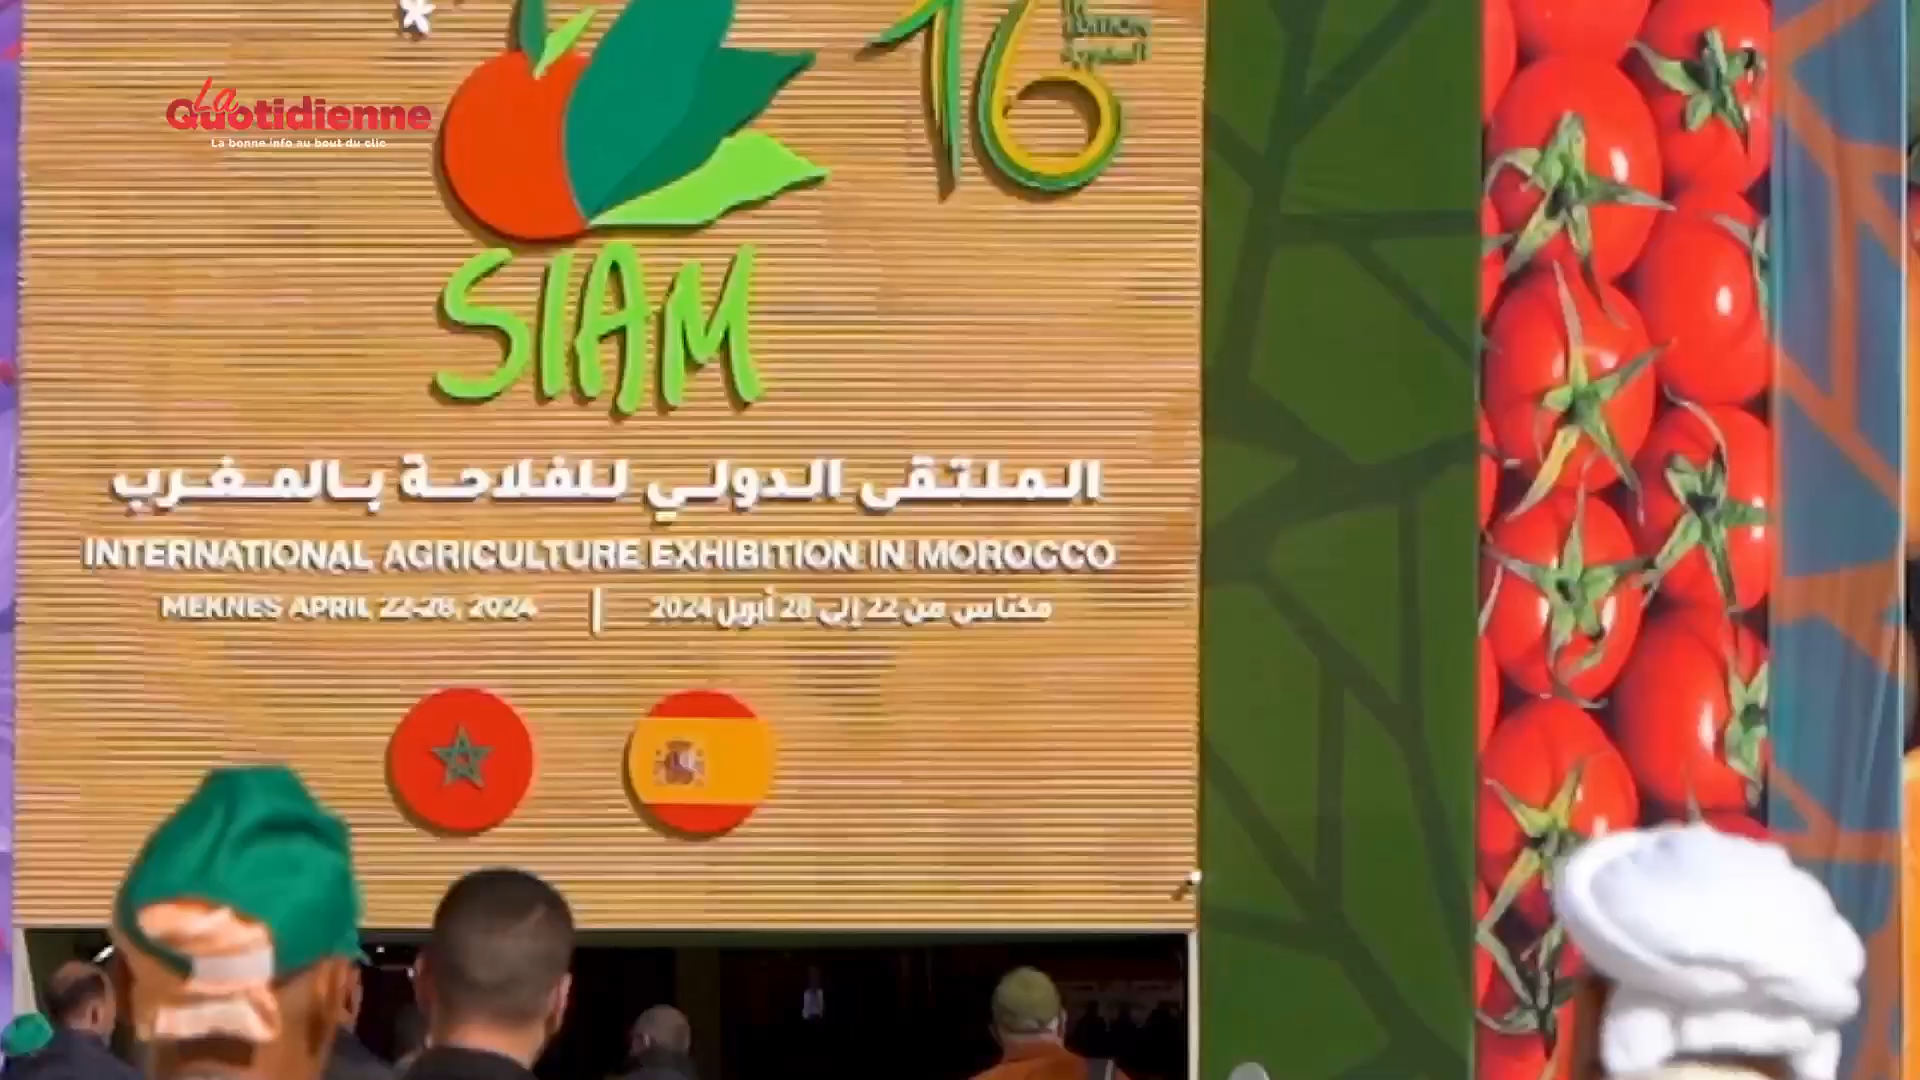 16
La
Quotidienne
La bonne info au bout du clic
SIAM
الملتقى الدولي للفلاحة بالمغرب
INTERNATIONAL AGRICULTURE EXHIBITION IN MOROCCO
MEKNES APRIL 22-28, 2024 | مكناس من 22 إلى 28 أبريل 2024